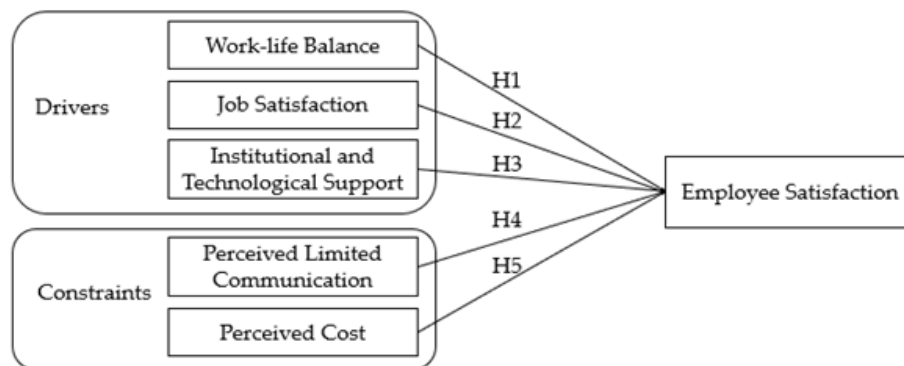 Drivers
Work-life Balance
Job Satisfaction
Institutional and
Technological Support
Constraints
Perceived Limited
Communication
Perceived Cost
H1
H2
H3
H4
H5
Employee Satisfaction